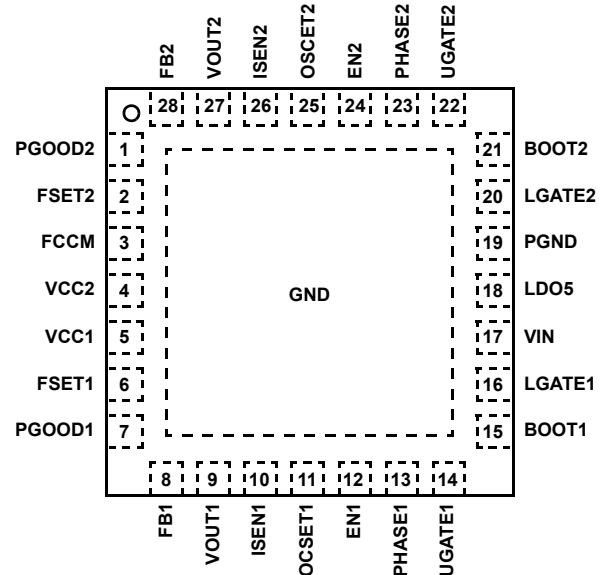 FB2
VOUT2
ISEN2
OSCET2
EN2
PHASE2
UGATE2
28 27 26 25 24 23 22
PGOOD2 1 21 BOOT2
FSET2 2 20 LGATE2
FCCM 3 19 PGND
VCC2 4 GND 18 LDO5
VCC1 5 17 VIN
FSET1 6 16 LGATE1
PGOOD1 7 15 BOOT1
8 9 10 11 12 13 14
FB1
VOUT1
ISEN1
OCSET1
EN1
PHASE1
UGATE1